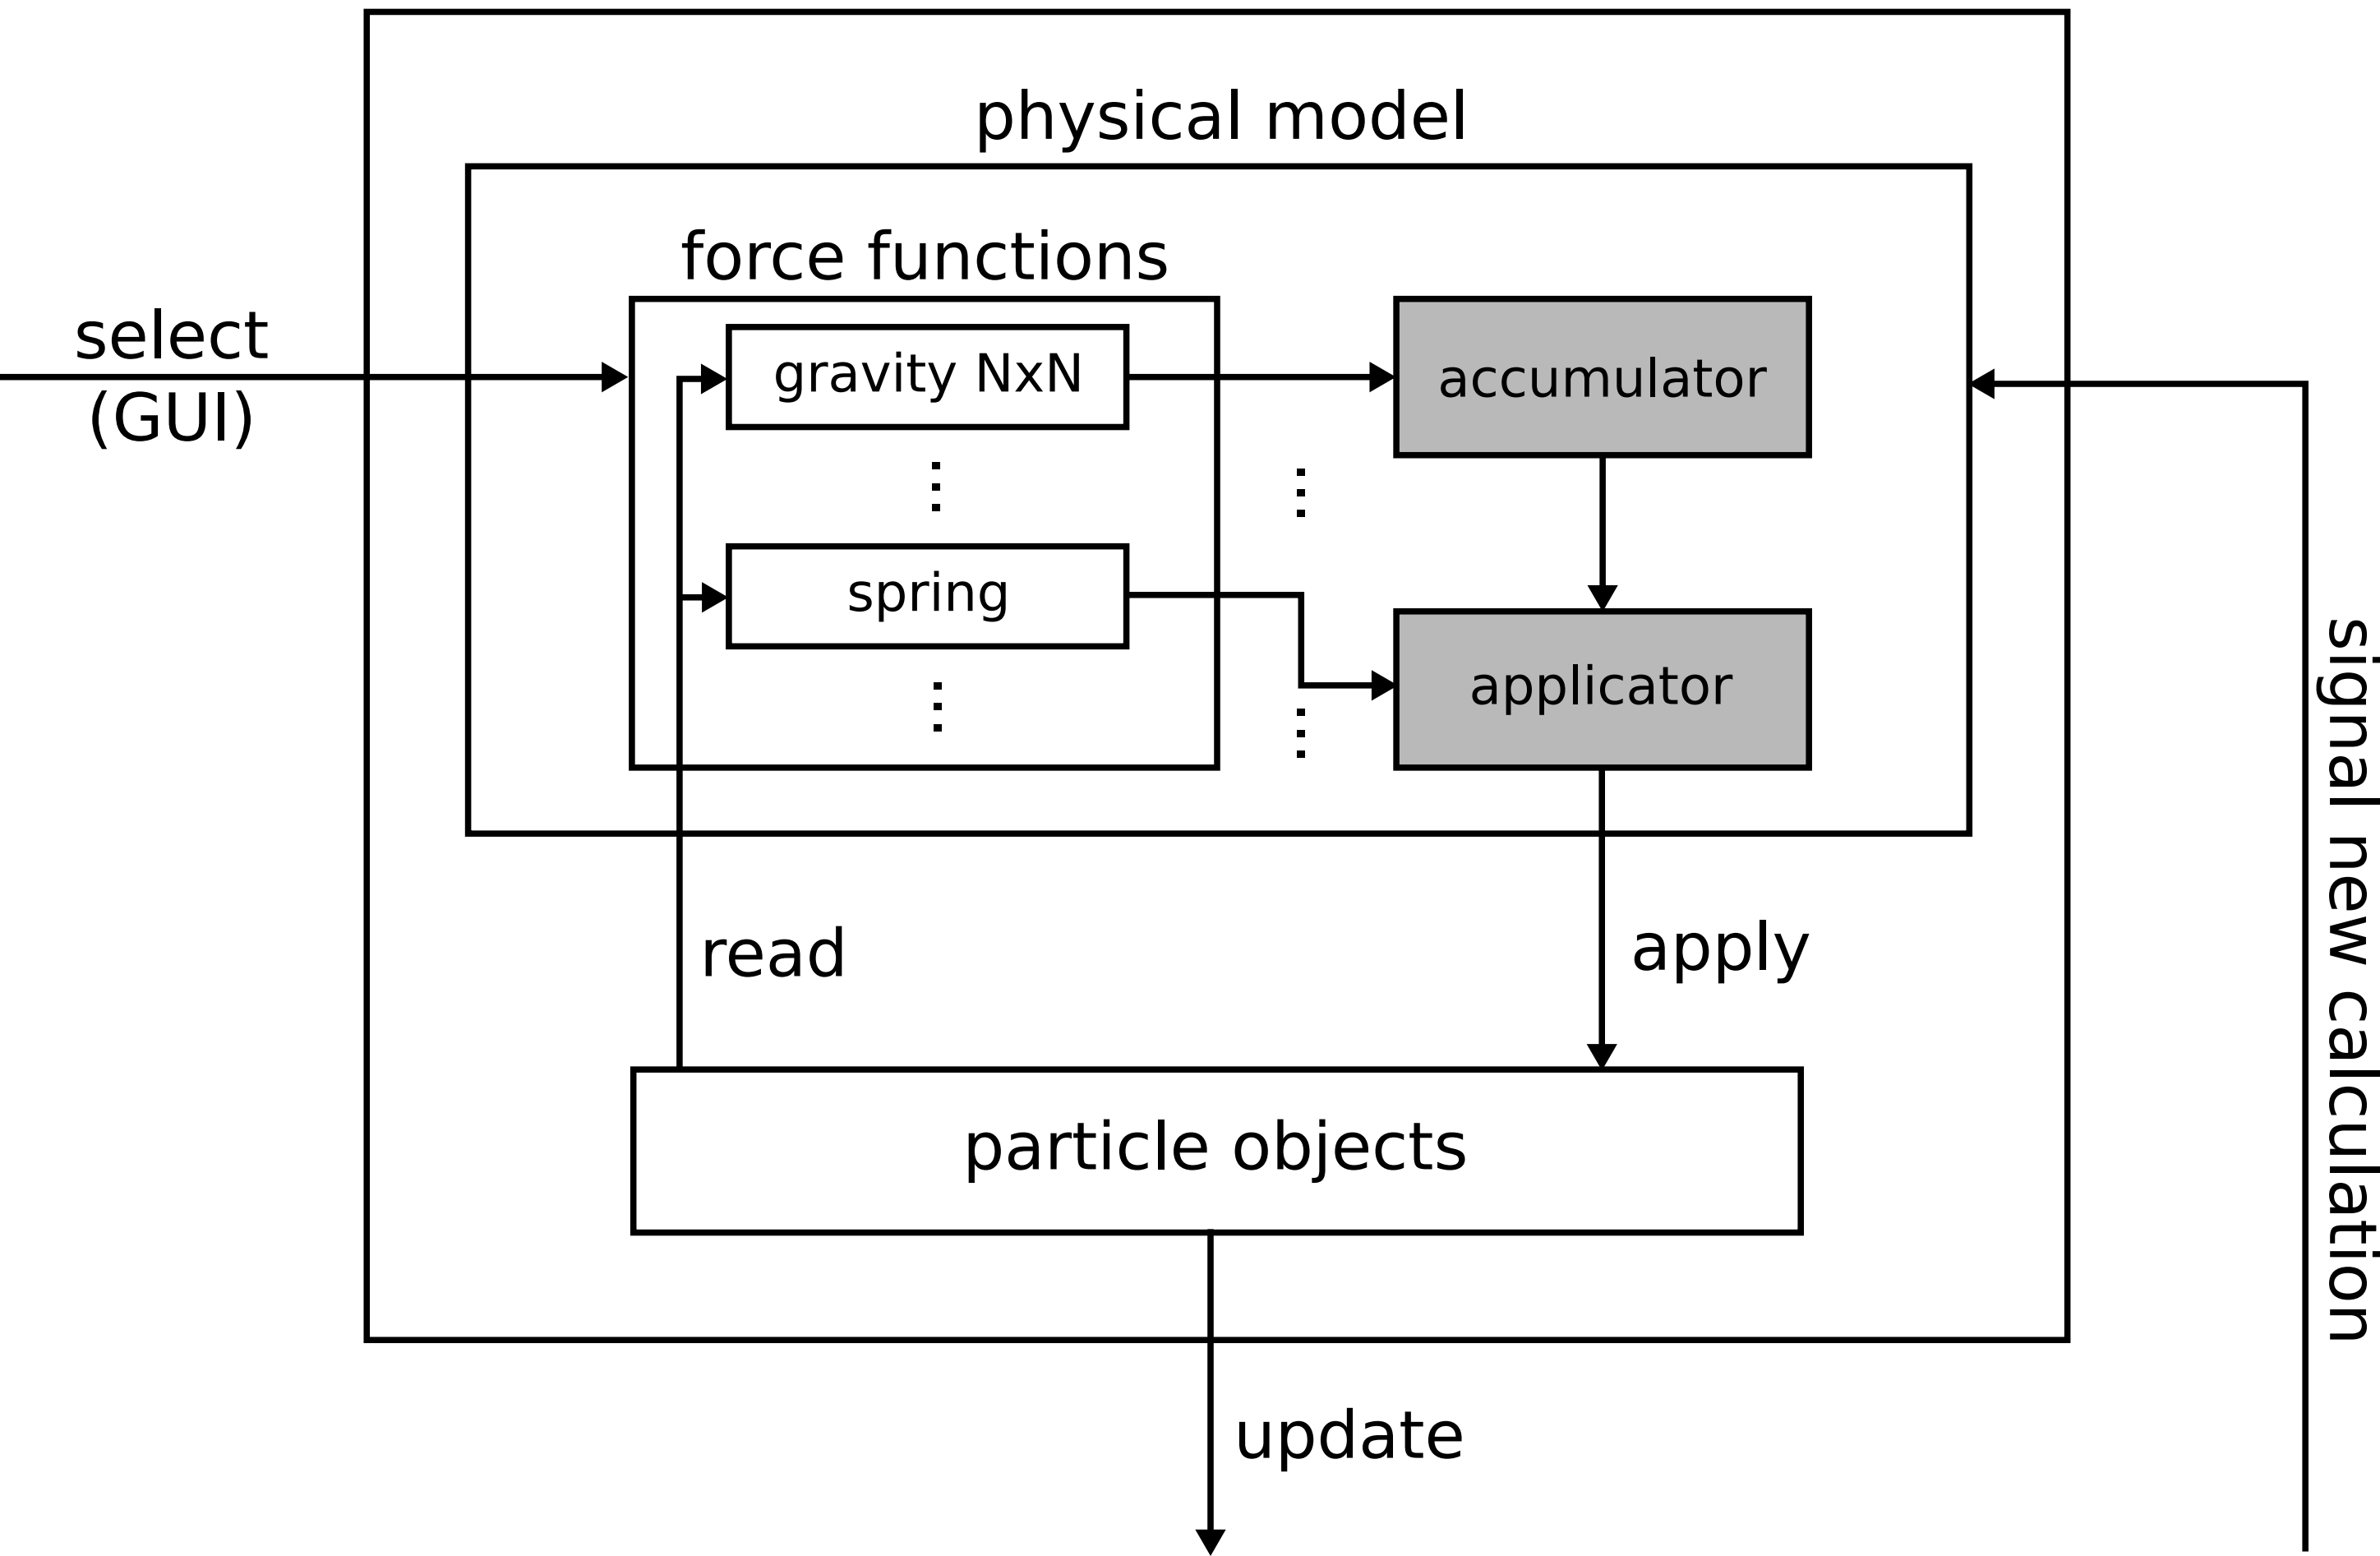 physical model
force functions
select
(GUI)
gravity NxN
accumulator
spring
applicator
read
apply
signal new calculation
particle objects
update